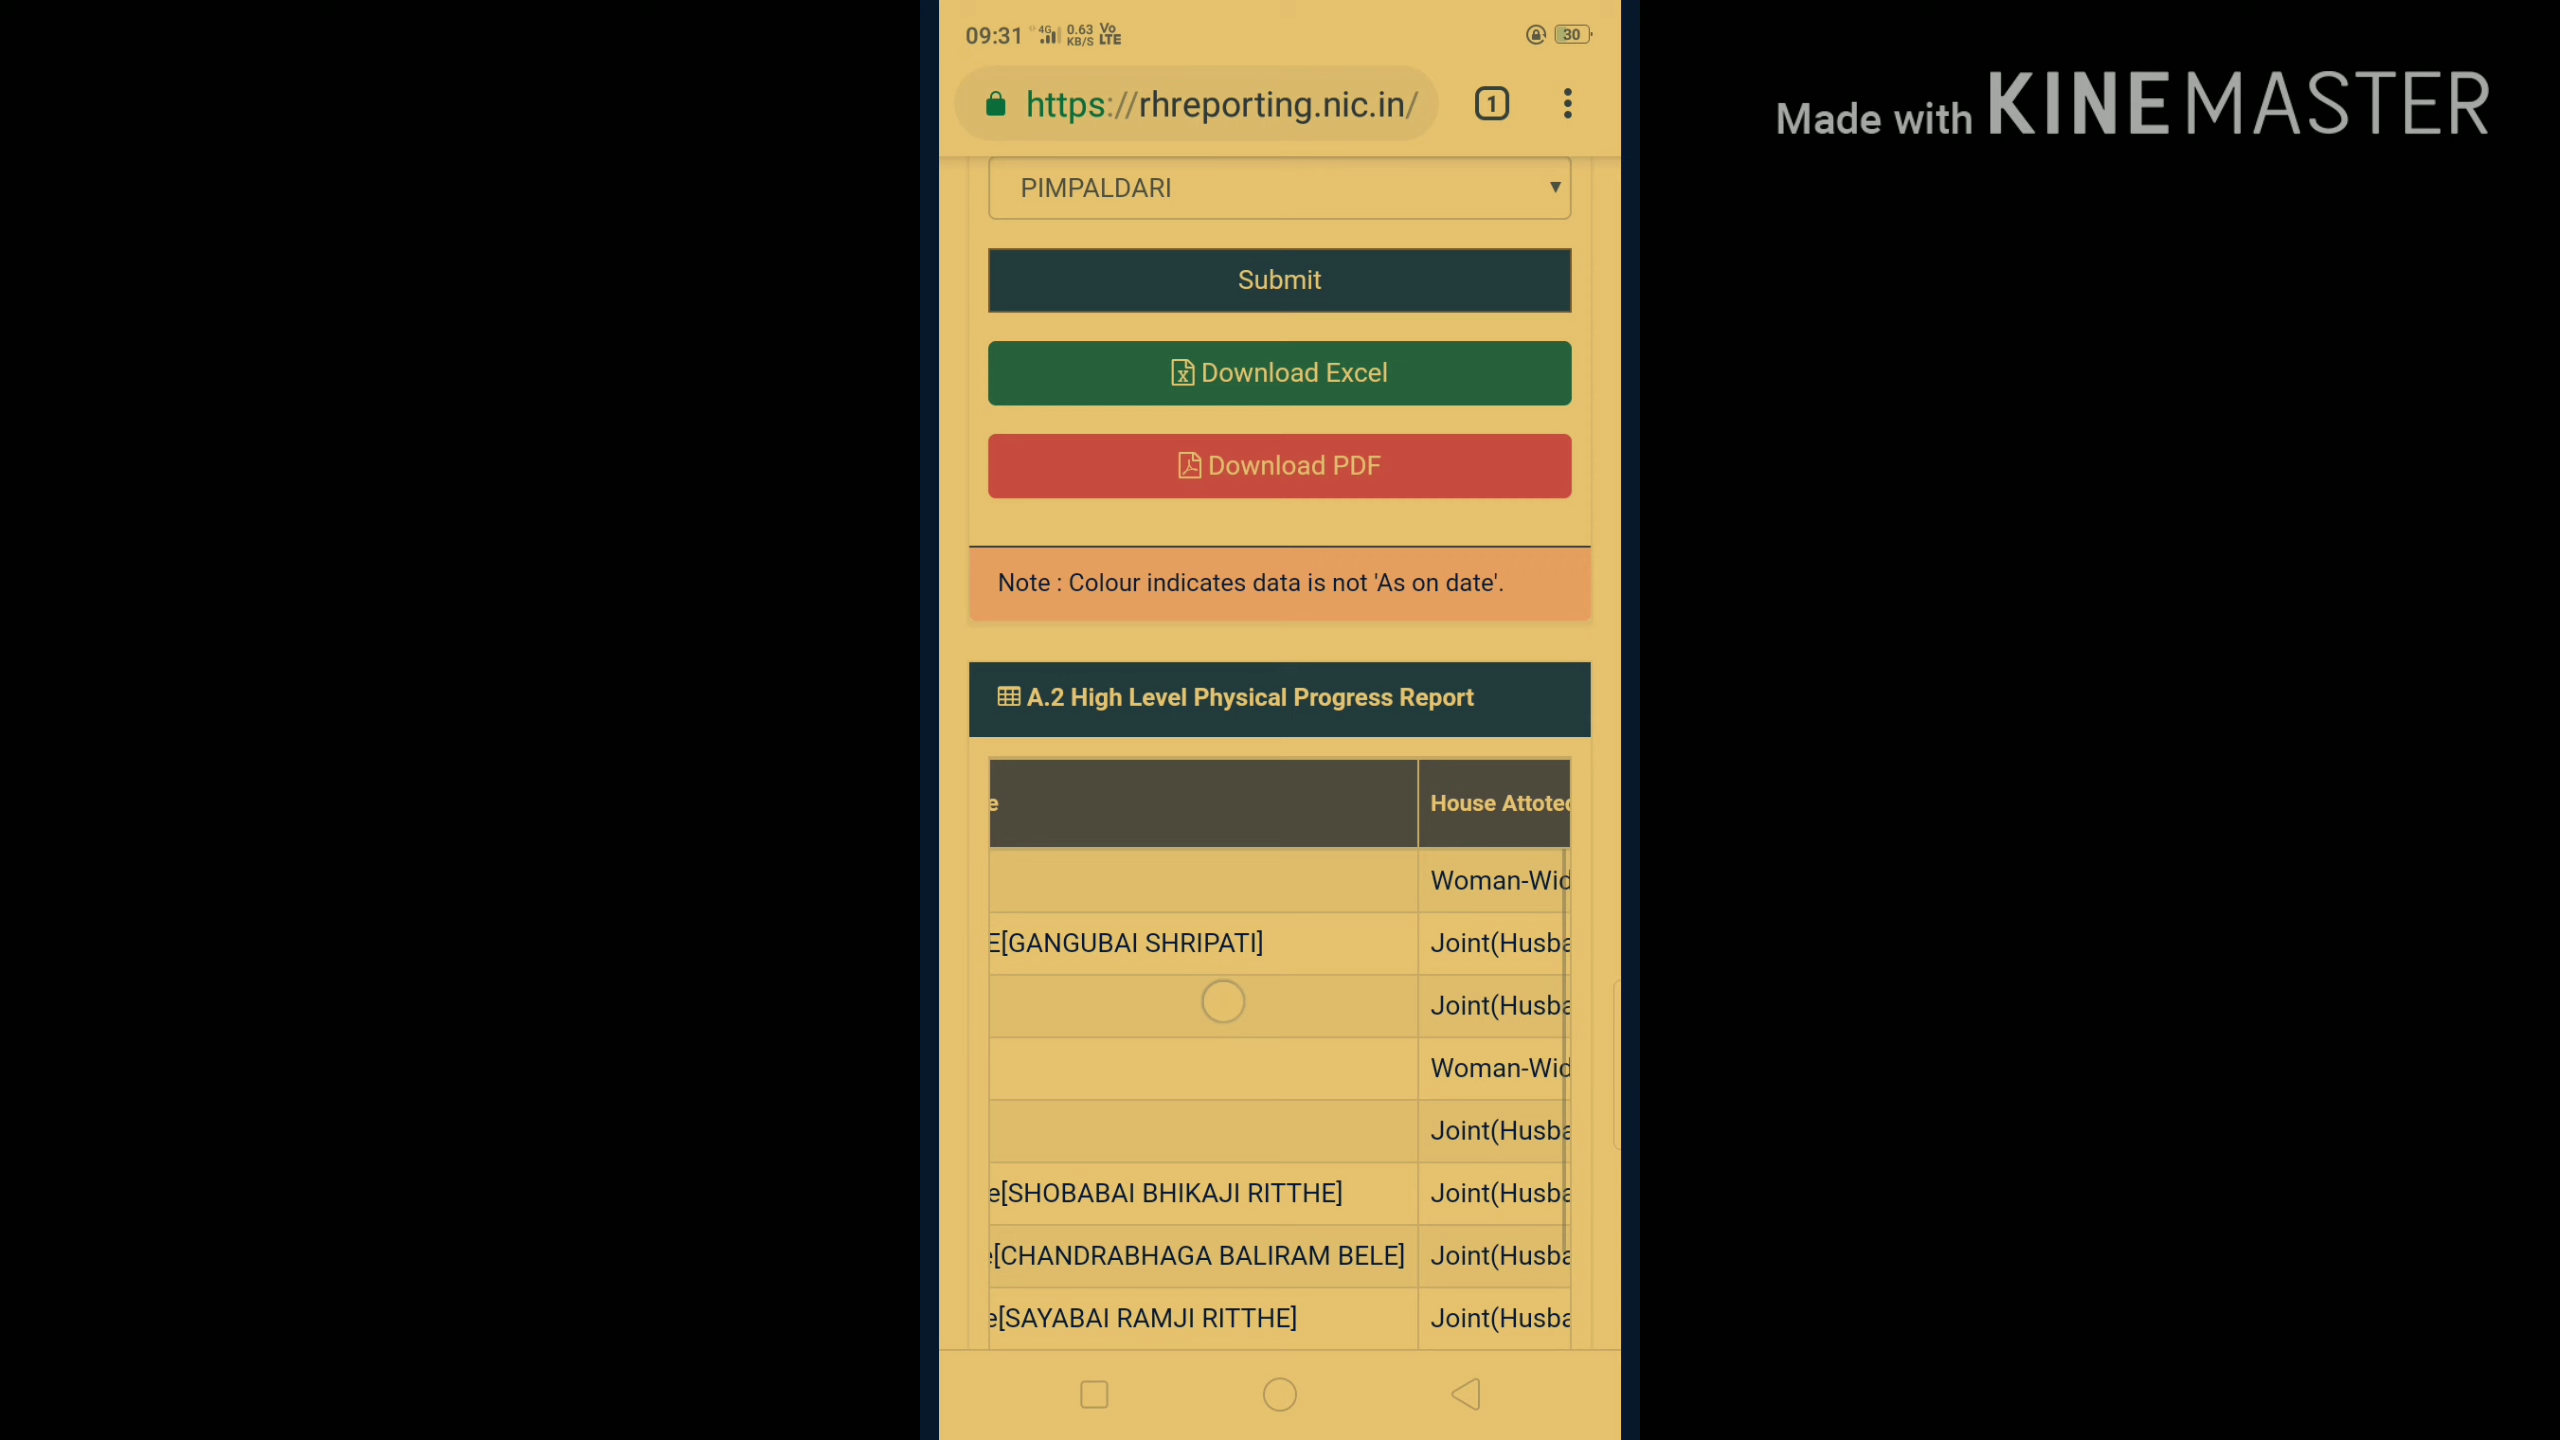 09:31 4G 0.63 KB/S Vo LTE 30
https://rhreporting.nic.in/ 1
Made with KINEMASTER
PIMPALDARI
Submit
Download Excel
Download PDF
Note : Colour indicates data is not 'As on date'.
A.2 High Level Physical Progress Report
e House Attoted
Woman-Wid
E[GANGUBAI SHRIPATI] Joint(Husba
Joint(Husba
Woman-Wid
Joint(Husba
e[SHOBABAI BHIKAJI RITTHE] Joint(Husba
e[CHANDRABHAGA BALIRAM BELE] Joint(Husba
e[SAYABAI RAMJI RITTHE] Joint(Husba